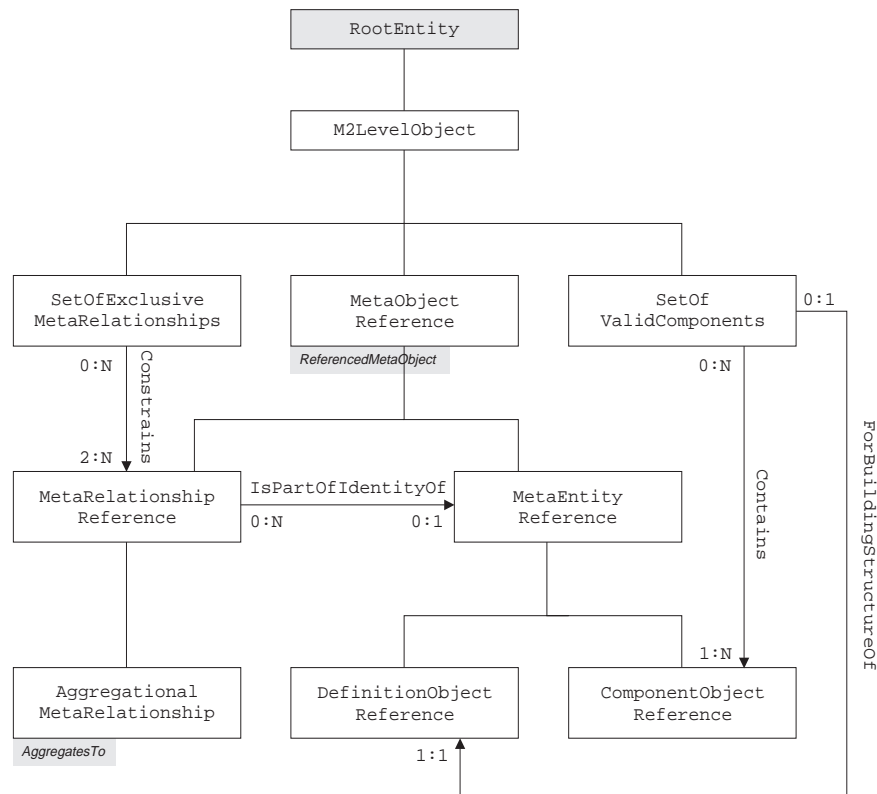 RootEntity
M2LevelObject
SetOfExclusive
MetaRelationships
MetaObject
Reference
SetOf
ValidComponents
0:1
ReferencedMetaObject
0:N
Constrains
2:N
0:N
Contains
1:N
ForBuildingStructureOf
MetaRelationship
Reference
IsPartOfIdentityOf
0:N
0:1
MetaEntity
Reference
Aggregational
MetaRelationship
DefinitionObject
Reference
ComponentObject
Reference
AggregatesTo
1:1